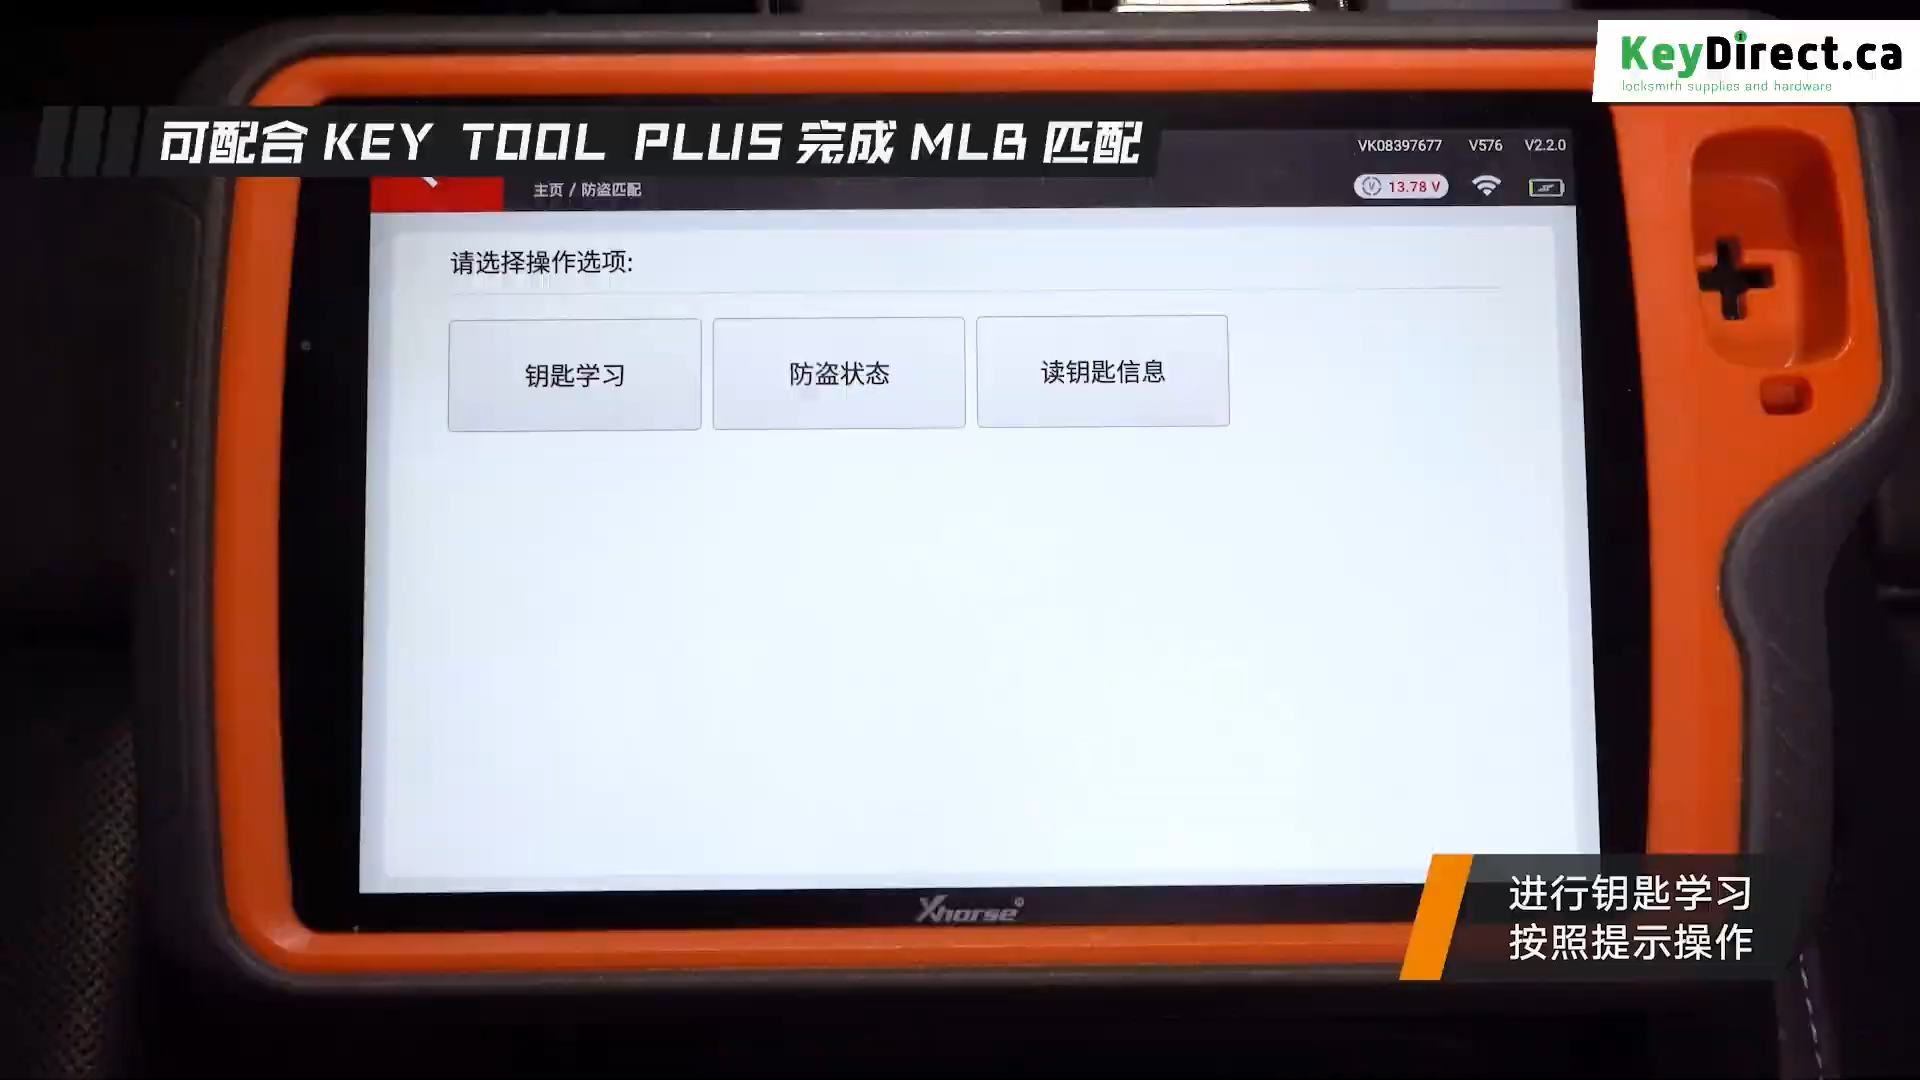 KeyDirect.ca
locksmith supplies and hardware
可配合 KEY TOOL PLUS 完成 MLB 匹配
VK08397677 V576 V2.2.0
主页 / 防盗匹配
13.78 V
请选择操作选项:
钥匙学习
防盗状态
读钥匙信息
Xhorse®
进行钥匙学习
按照提示操作